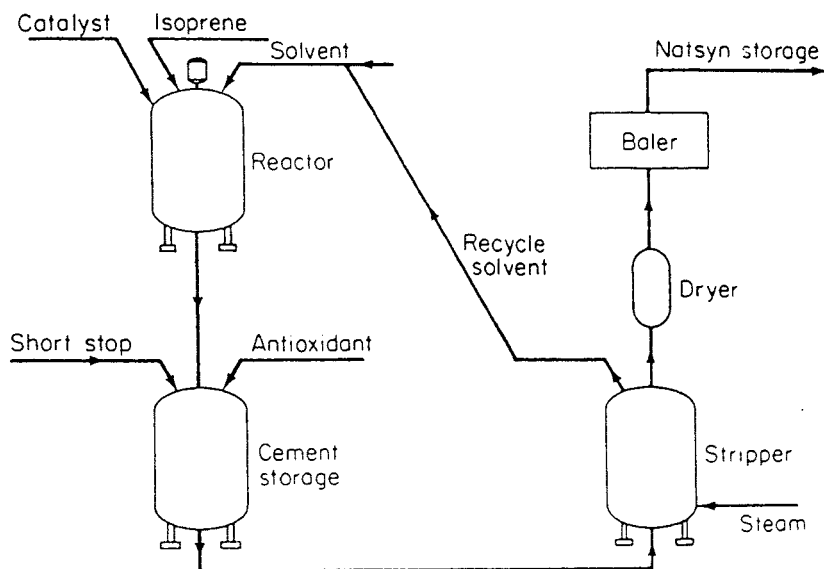 Catalyst
Isoprene
Solvent
Natsyn storage
Reactor
Baler
Recycle
solvent
Dryer
Short stop
Antioxidant
Cement
storage
Stripper
Steam